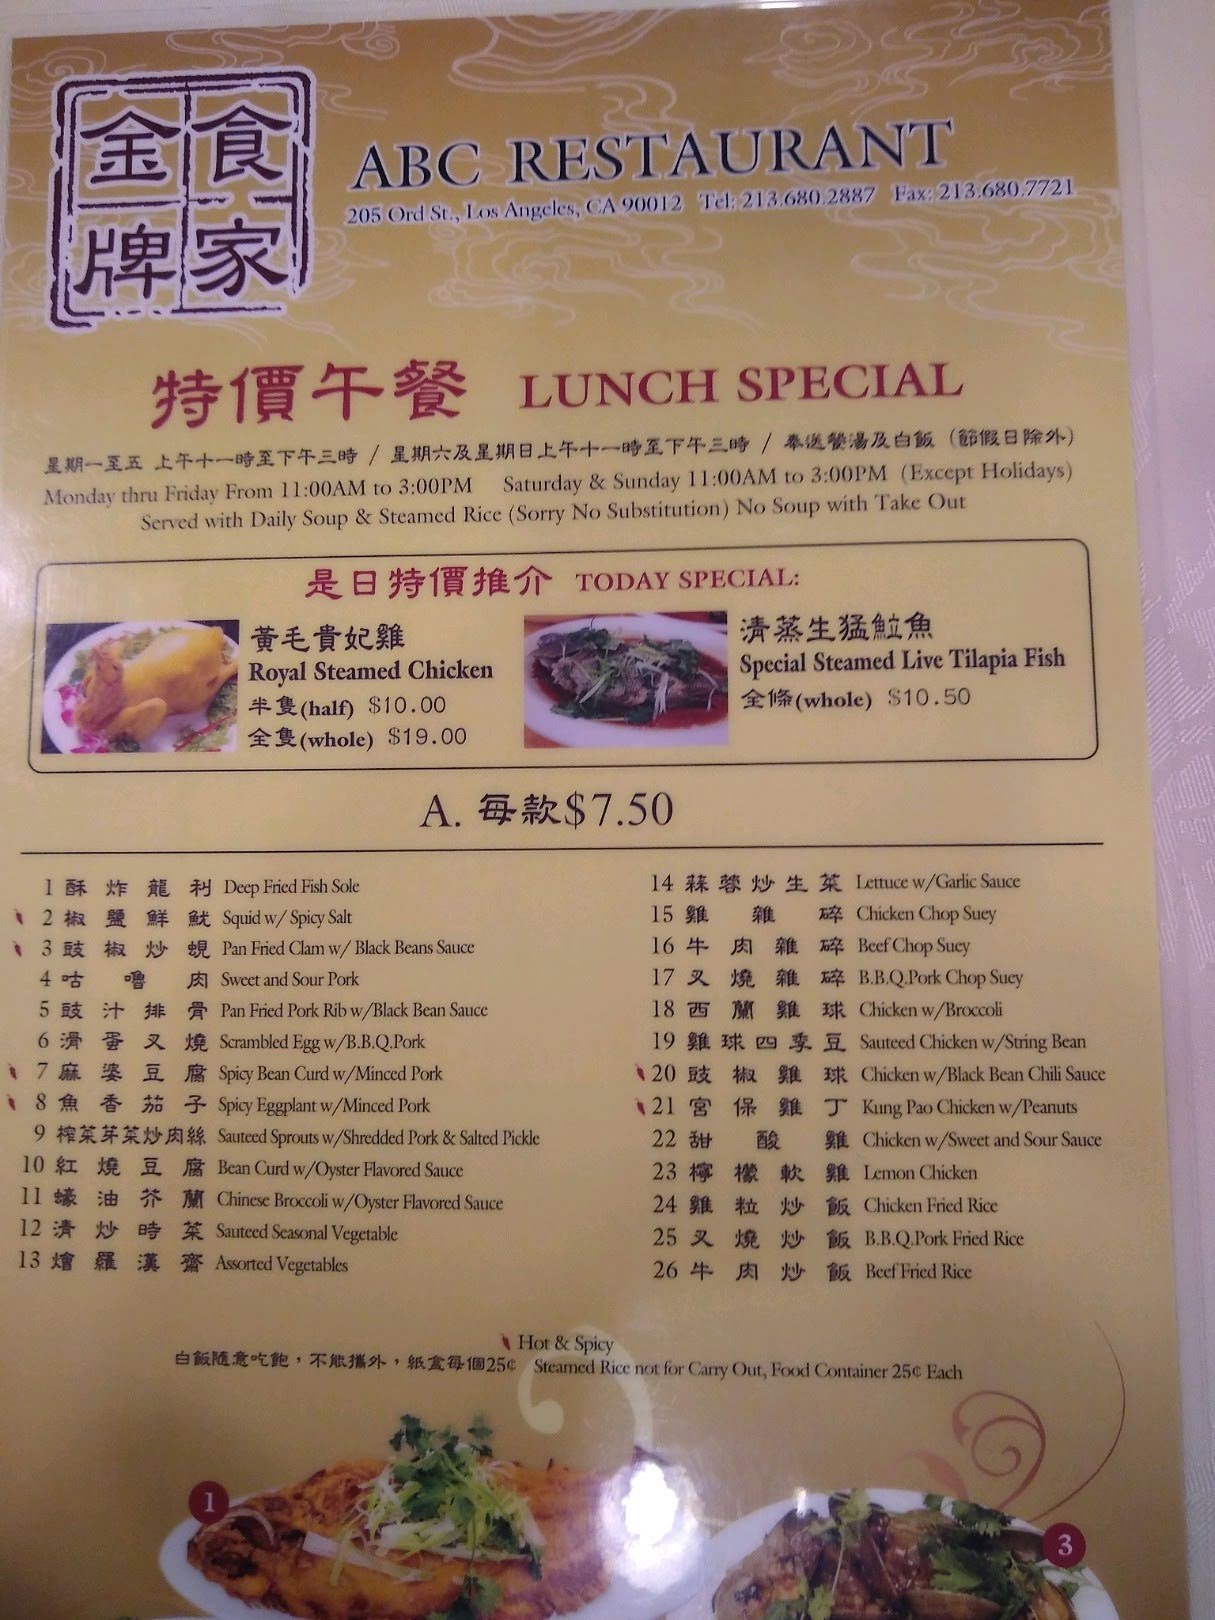 金牌食家
ABC RESTAURANT
205 Ord St., Los Angeles, CA 90012 Tel: 213.680.2887 Fax: 213.680.7721
特價午餐 LUNCH SPECIAL
星期一至五 上午十一時至下午三時 / 星期六及星期日上午十一時至下午三時 / 奉送餐湯及白飯 (節假日除外)
Monday thru Friday From 11:00AM to 3:00PM Saturday & Sunday 11:00AM to 3:00PM (Except Holidays)
Served with Daily Soup & Steamed Rice (Sorry No Substitution) No Soup with Take Out
是日特價推介 TODAY SPECIAL:
黃毛貴妃雞
Royal Steamed Chicken
半隻(half) $10.00
全隻(whole) $19.00
清蒸生猛䱉魚
Special Steamed Live Tilapia Fish
全條(whole) $10.50
A. 每款$7.50
1 酥炸龍利 Deep Fried Fish Sole
2 椒鹽鮮魷 Squid w/ Spicy Salt
3 豉椒炒蜆 Pan Fried Clam w/ Black Beans Sauce
4 咕嚕肉 Sweet and Sour Pork
5 豉汁排骨 Pan Fried Pork Rib w/Black Bean Sauce
6 滑蛋叉燒 Scrambled Egg w/B.B.Q.Pork
7 麻婆豆腐 Spicy Bean Curd w/Minced Pork
8 魚香茄子 Spicy Eggplant w/Minced Pork
9 榨菜芽菜炒肉絲 Sauteed Sprouts w/Shredded Pork & Salted Pickle
10 紅燒豆腐 Bean Curd w/Oyster Flavored Sauce
11 蠔油芥蘭 Chinese Broccoli w/Oyster Flavored Sauce
12 清炒時菜 Sauteed Seasonal Vegetable
13 燴羅漢齋 Assorted Vegetables
14 蒜蓉炒生菜 Lettuce w/Garlic Sauce
15 雞雜碎 Chicken Chop Suey
16 牛肉雜碎 Beef Chop Suey
17 叉燒雜碎 B.B.Q.Pork Chop Suey
18 西蘭雞球 Chicken w/Broccoli
19 雞球四季豆 Sauteed Chicken w/String Bean
20 豉椒雞球 Chicken w/Black Bean Chili Sauce
21 宮保雞丁 Kung Pao Chicken w/Peanuts
22 甜酸雞 Chicken w/Sweet and Sour Sauce
23 檸檬軟雞 Lemon Chicken
24 雞粒炒飯 Chicken Fried Rice
25 叉燒炒飯 B.B.Q.Pork Fried Rice
26 牛肉炒飯 Beef Fried Rice
Hot & Spicy
白飯隨意吃飽，不能攜外，紙盒每個25¢ Steamed Rice not for Carry Out, Food Container 25¢ Each
1
3